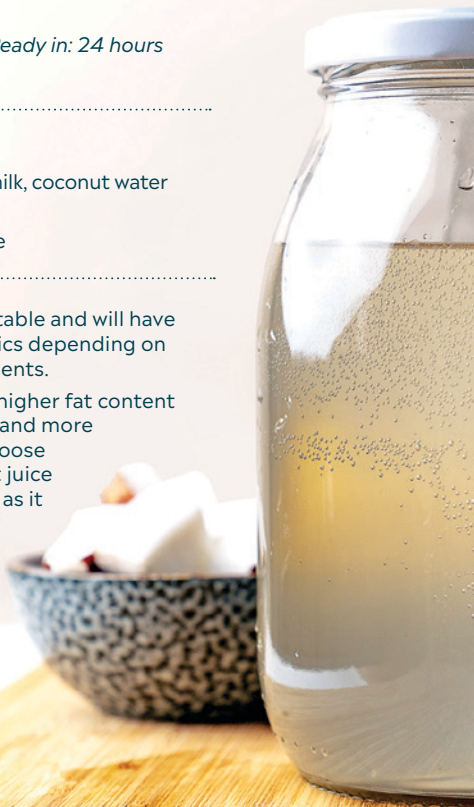 Ready in: 24 hours
ilk, coconut water
e
table and will have
ics depending on
ents.
higher fat content
and more
oose
t juice
as it